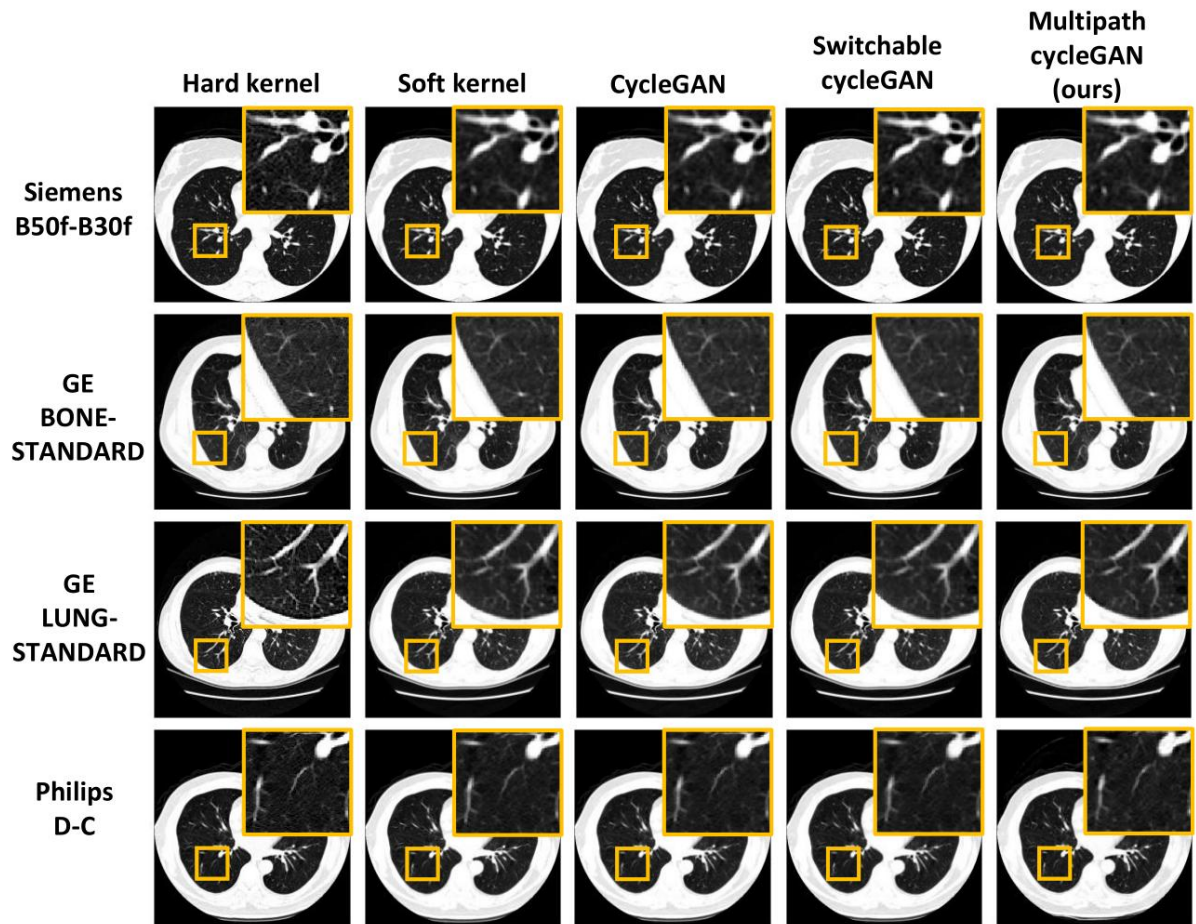 Hard kernel
Soft kernel
CycleGAN
Switchable
cycleGAN
Multipath
cycleGAN
(ours)
Siemens
B50f-B30f
GE
BONE-
STANDARD
GE
LUNG-
STANDARD
Philips
D-C